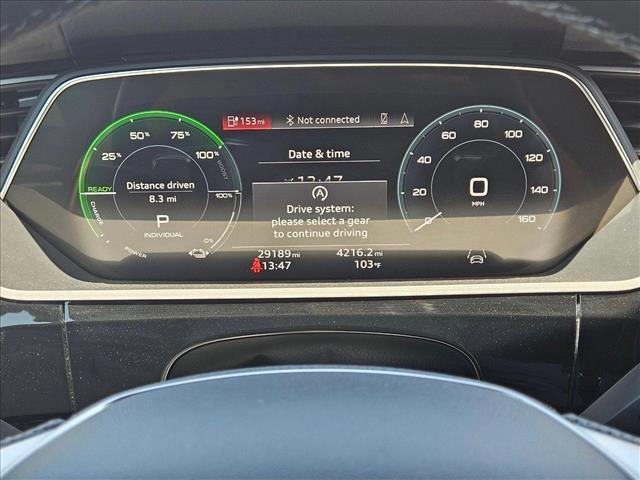 153 mi
Not connected
Date & time
13:47
Drive system:
please select a gear
to continue driving
50%
75%
25%
100%
BOOST
READY
100%
CHARGE
0%
POWER
Distance driven
8.3 mi
P
INDIVIDUAL
0
20
40
60
80
100
120
140
160
0
MPH
29189 mi
4216.2 mi
13:47
103°F